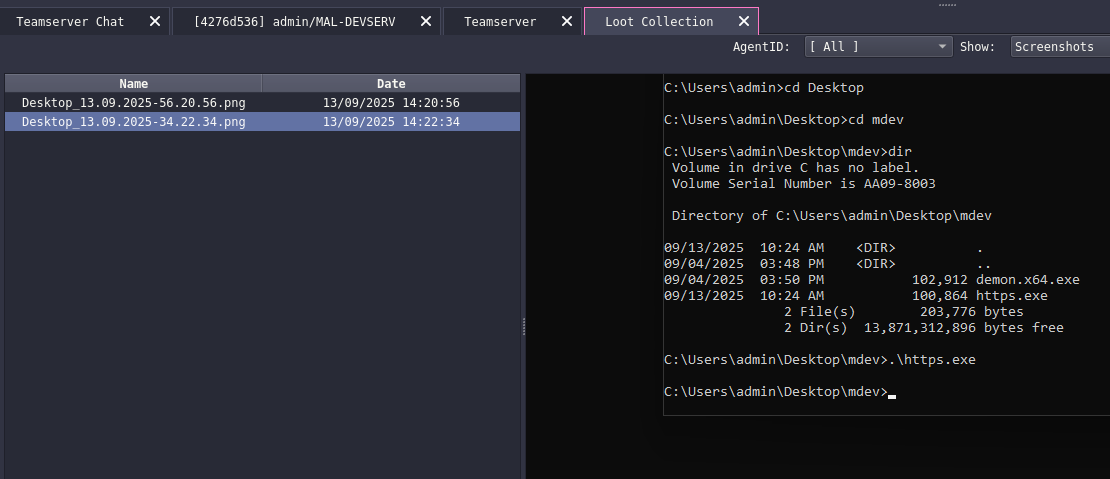 Teamserver Chat
[4276d536] admin/MAL-DEVSERV
Teamserver
Loot Collection
AgentID: [ All ] Show: Screenshots
Name Date
Desktop_13.09.2025-56.20.56.png 13/09/2025 14:20:56
Desktop_13.09.2025-34.22.34.png 13/09/2025 14:22:34
C:\Users\admin>cd Desktop
C:\Users\admin\Desktop>cd mdev
C:\Users\admin\Desktop\mdev>dir
Volume in drive C has no label.
Volume Serial Number is AA09-8003
Directory of C:\Users\admin\Desktop\mdev
09/13/2025 10:24 AM <DIR> .
09/04/2025 03:48 PM <DIR> ..
09/04/2025 03:50 PM 102,912 demon.x64.exe
09/13/2025 10:24 AM 100,864 https.exe
2 File(s) 203,776 bytes
2 Dir(s) 13,871,312,896 bytes free
C:\Users\admin\Desktop\mdev>.\https.exe
C:\Users\admin\Desktop\mdev>